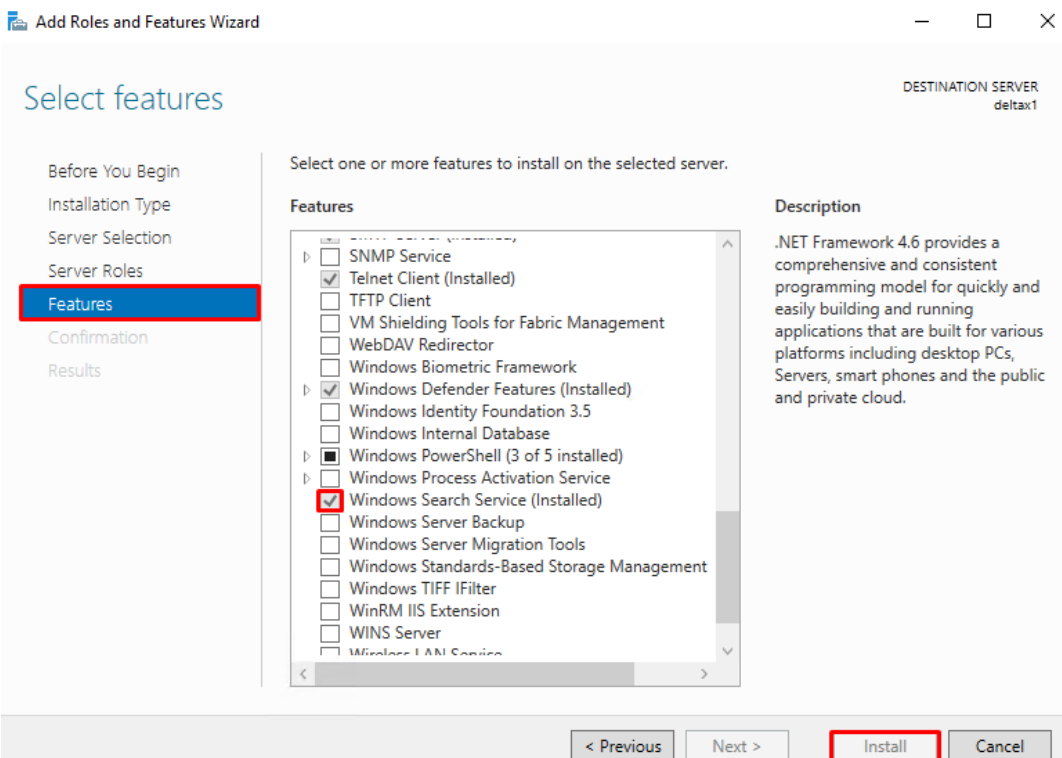 Add Roles and Features Wizard
Select features
DESTINATION SERVER
deltax1
Before You Begin
Installation Type
Server Selection
Server Roles
Features
Confirmation
Results
Select one or more features to install on the selected server.
Features
SNMP Service
Telnet Client (Installed)
TFTP Client
VM Shielding Tools for Fabric Management
WebDAV Redirector
Windows Biometric Framework
Windows Defender Features (Installed)
Windows Identity Foundation 3.5
Windows Internal Database
Windows PowerShell (3 of 5 installed)
Windows Process Activation Service
Windows Search Service (Installed)
Windows Server Backup
Windows Server Migration Tools
Windows Standards-Based Storage Management
Windows TIFF IFilter
WinRM IIS Extension
WINS Server
Wireless LAN Service
Description
.NET Framework 4.6 provides a
comprehensive and consistent
programming model for quickly and
easily building and running
applications that are built for various
platforms including desktop PCs,
Servers, smart phones and the public
and private cloud.
< Previous
Next >
Install
Cancel